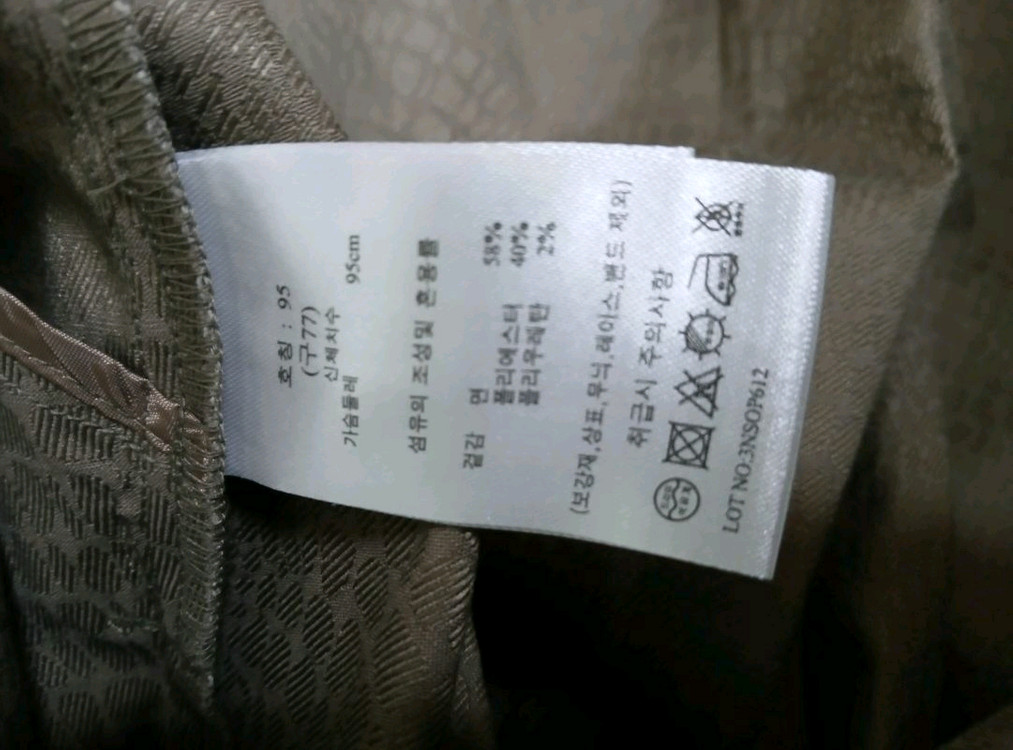 호칭 : 95
(구77)
신체치수
가슴둘레 95cm
섬유의 조성및 혼용률
겉감 면 58%
폴리에스터 40%
폴리우레탄 2%
(보강재,상표,무늬,레이스,밴드 제외)
취급시 주의사항
LOT NO:3NSOP612